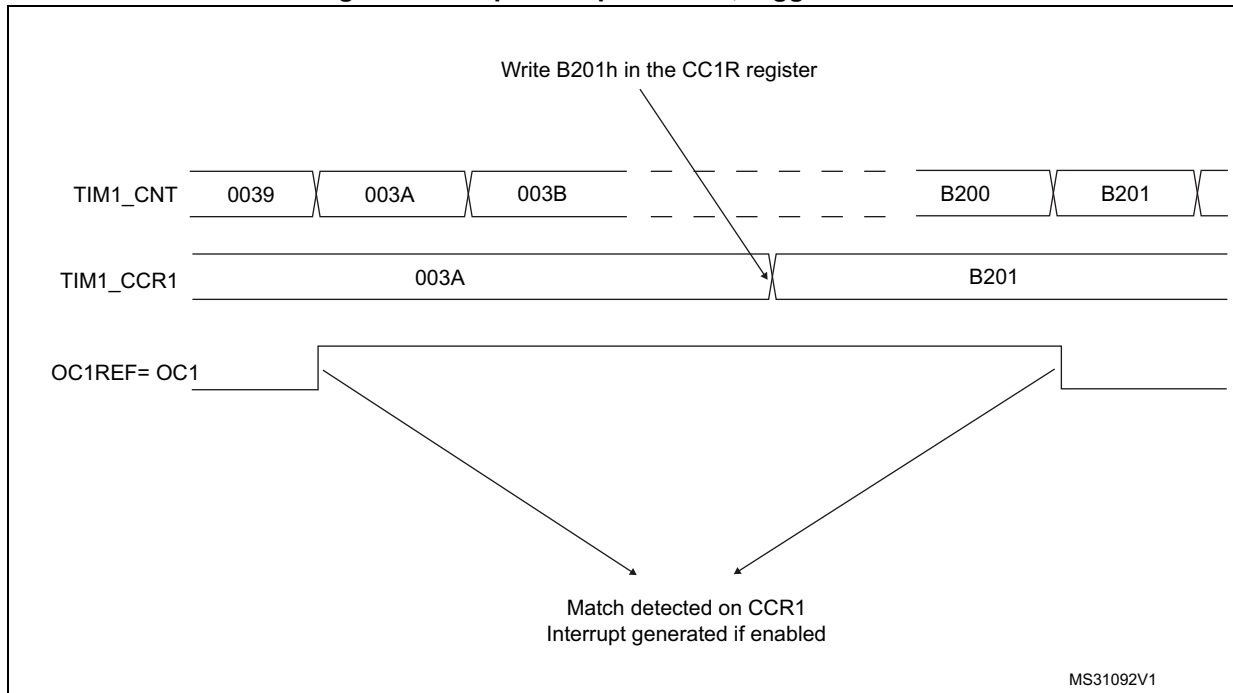 Write B201h in the CC1R register
TIM1_CNT 0039 003A 003B B200 B201
TIM1_CCR1 003A B201
OC1REF= OC1
Match detected on CCR1
Interrupt generated if enabled
MS31092V1